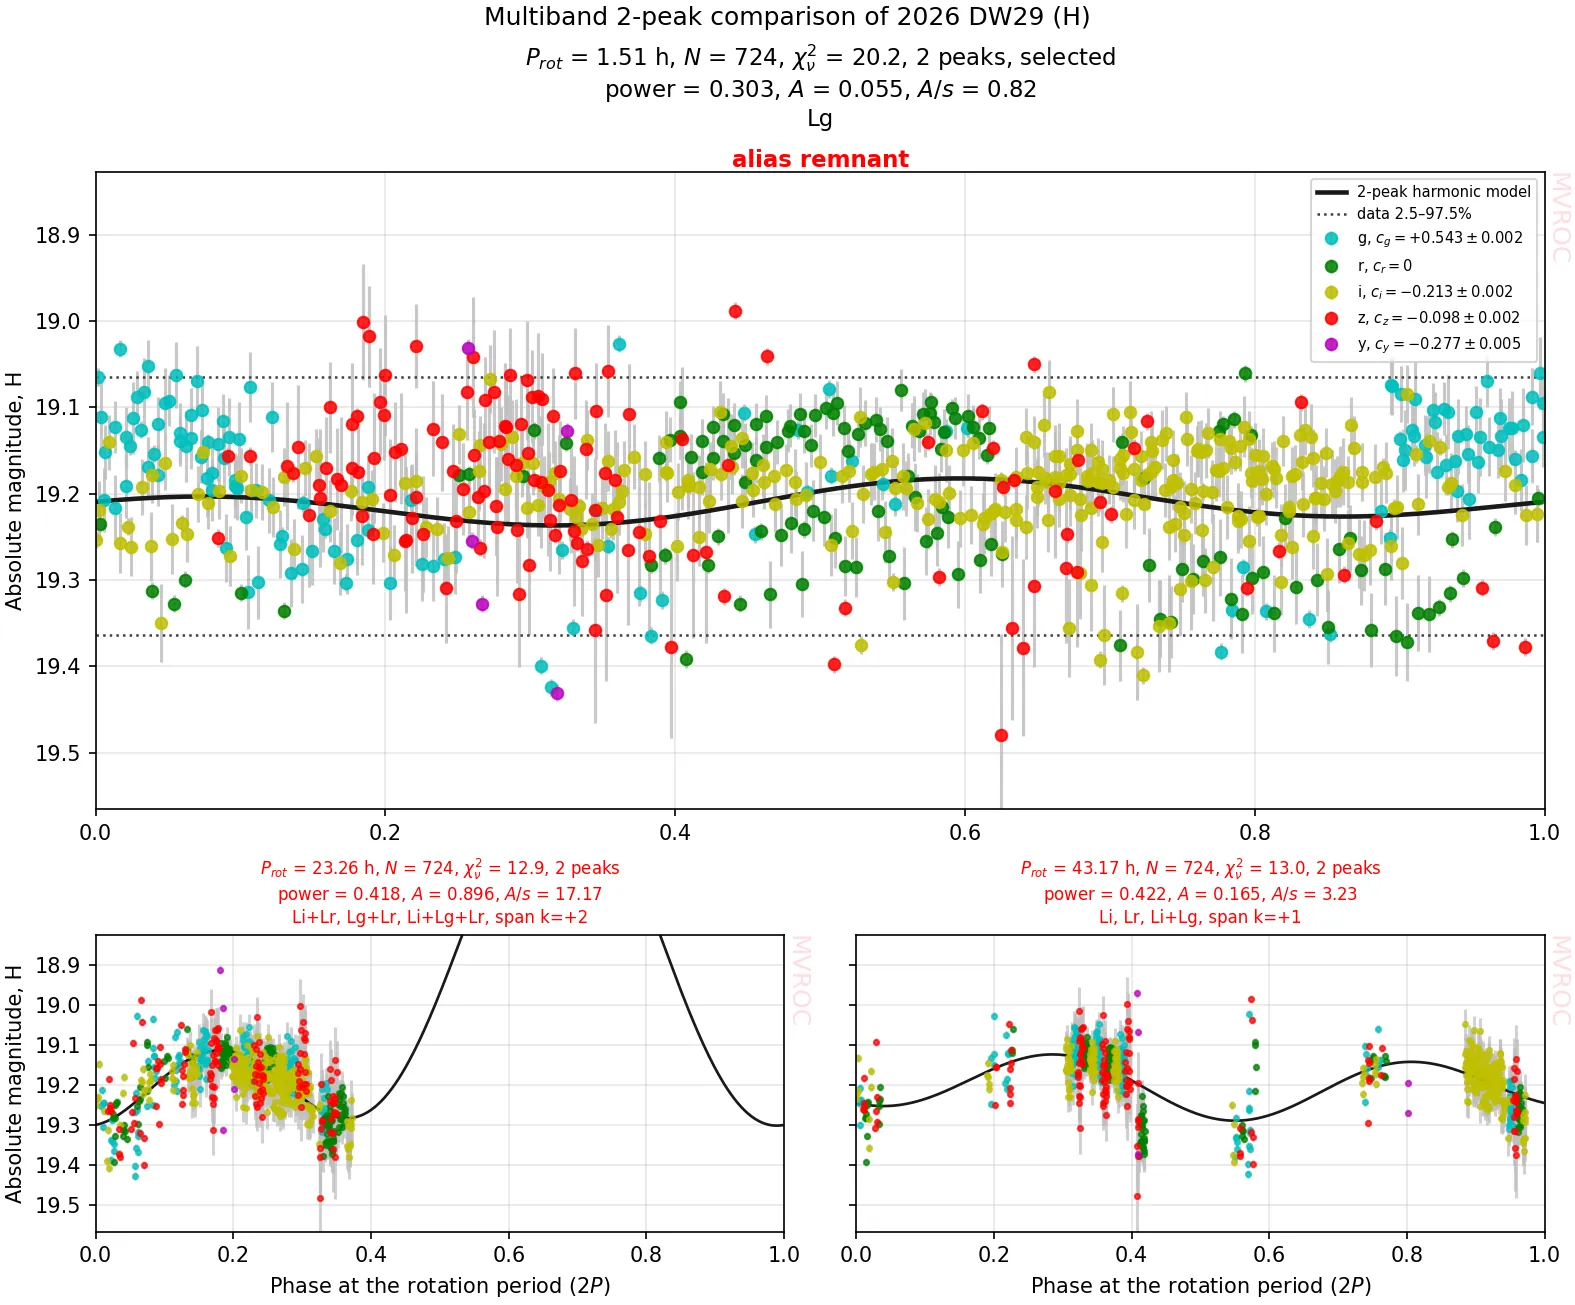 Multiband 2-peak comparison of 2026 DW29 (H)
P_rot = 1.51 h, N = 724, χ²_ν = 20.2, 2 peaks, selected
power = 0.303, A = 0.055, A/s = 0.82
Lg
alias remnant
MVROC
2-peak harmonic model
data 2.5–97.5%
g, c_g = +0.543 ± 0.002
r, c_r = 0
i, c_i = −0.213 ± 0.002
z, c_z = −0.098 ± 0.002
y, c_y = −0.277 ± 0.005
Absolute magnitude, H
18.9
19.0
19.1
19.2
19.3
19.4
19.5
0.0 0.2 0.4 0.6 0.8 1.0
P_rot = 23.26 h, N = 724, χ²_ν = 12.9, 2 peaks
power = 0.418, A = 0.896, A/s = 17.17
Li+Lr, Lg+Lr, Li+Lg+Lr, span k=+2
MVROC
Absolute magnitude, H
18.9
19.0
19.1
19.2
19.3
19.4
19.5
0.0 0.2 0.4 0.6 0.8 1.0
Phase at the rotation period (2P)
P_rot = 43.17 h, N = 724, χ²_ν = 13.0, 2 peaks
power = 0.422, A = 0.165, A/s = 3.23
Li, Lr, Li+Lg, span k=+1
MVROC
0.0 0.2 0.4 0.6 0.8 1.0
Phase at the rotation period (2P)